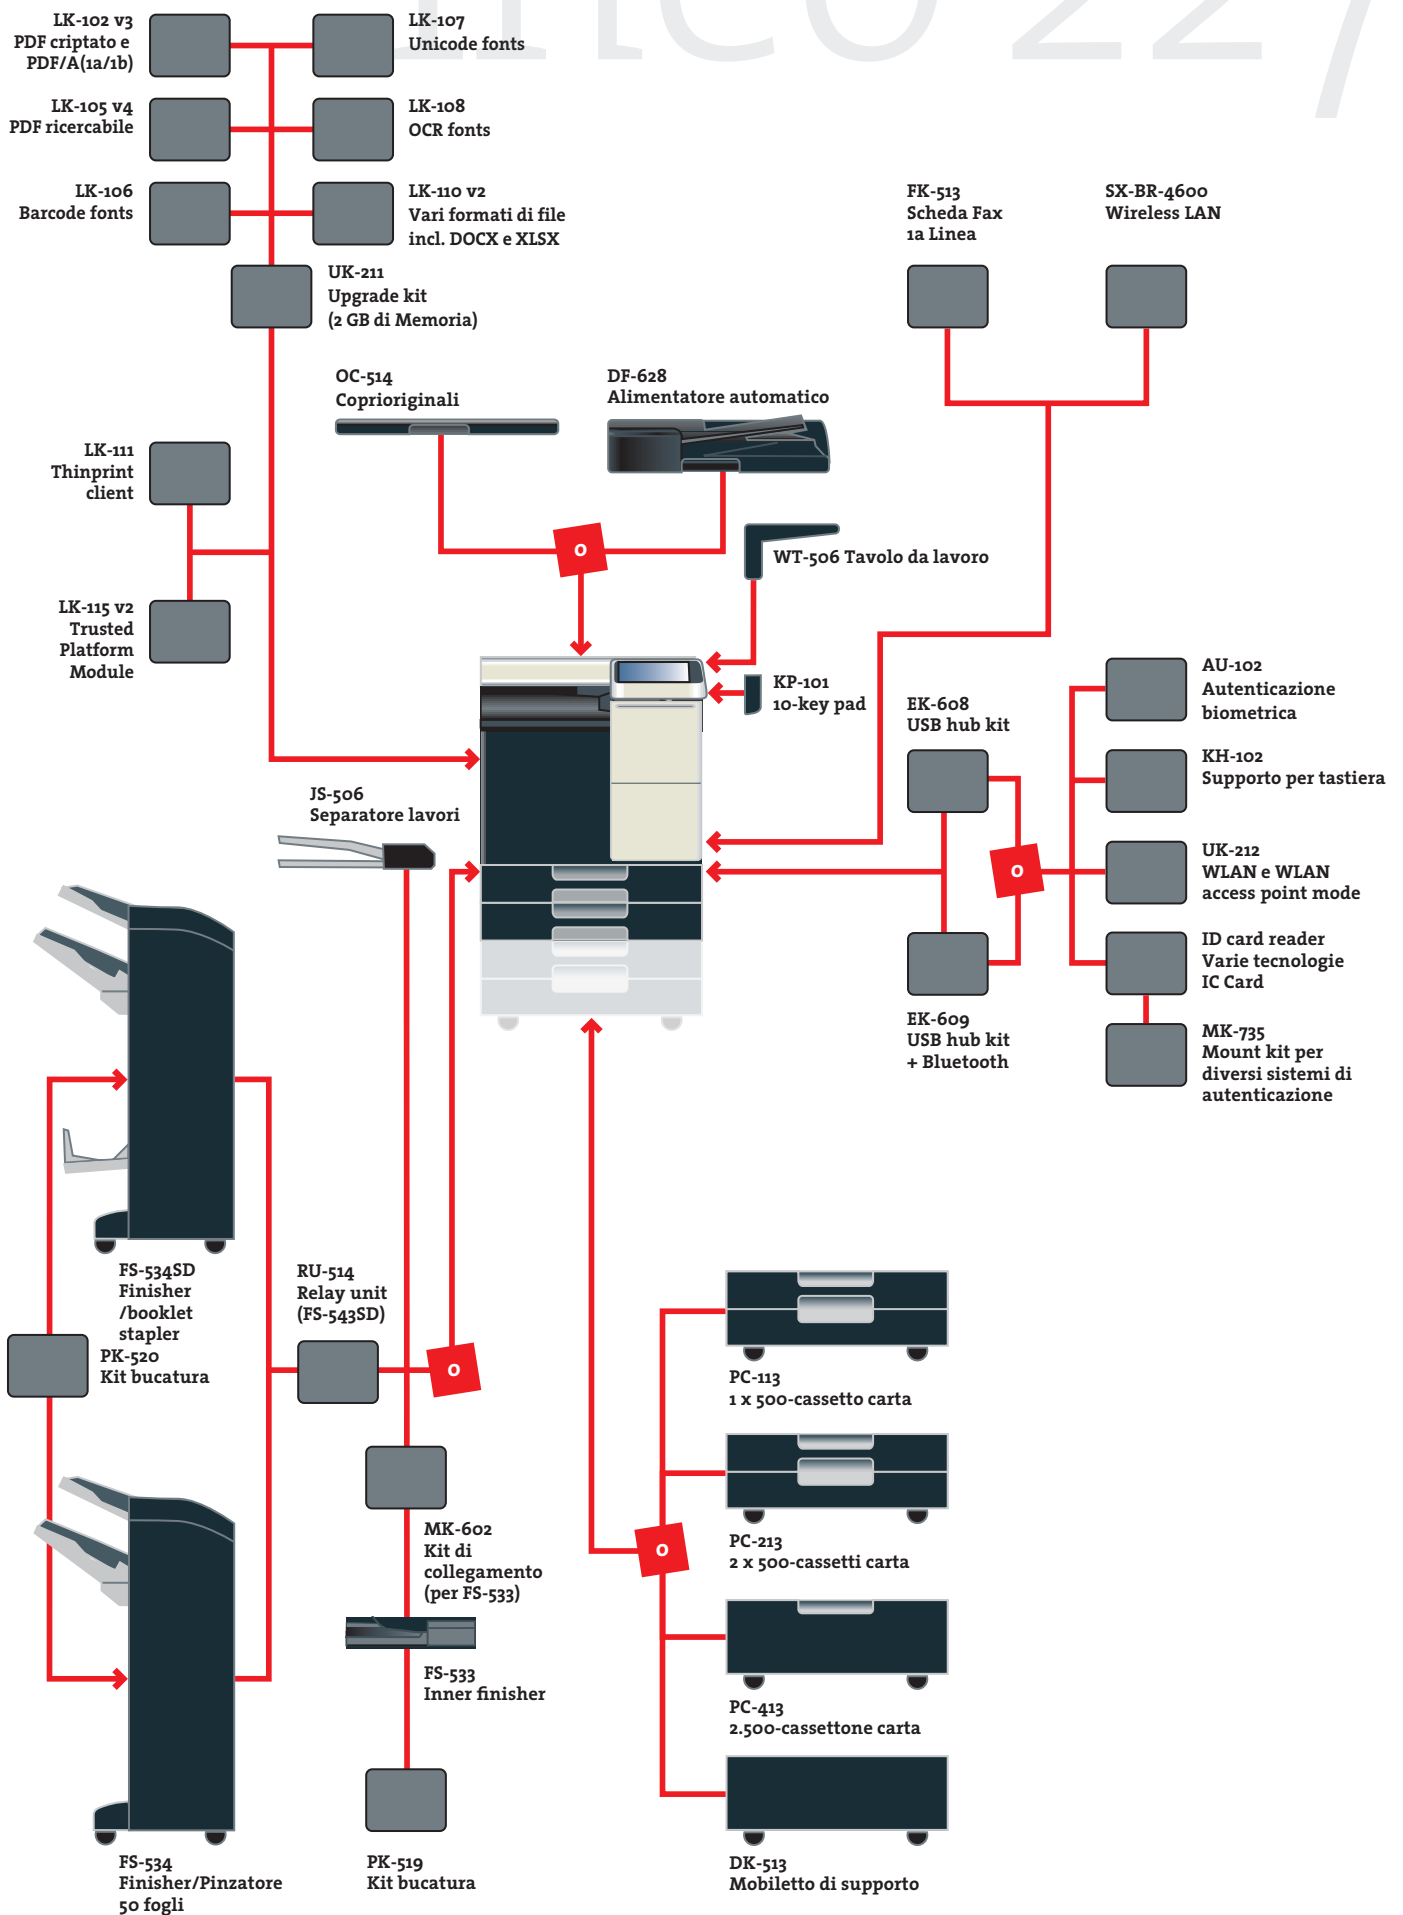 ineo 227
LK-102 v3
PDF criptato e
PDF/A(1a/1b)
LK-107
Unicode fonts
LK-105 v4
PDF ricercabile
LK-108
OCR fonts
LK-106
Barcode fonts
LK-110 v2
Vari formati di file
incl. DOCX e XLSX
UK-211
Upgrade kit
(2 GB di Memoria)
FK-513
Scheda Fax
1a Linea
SX-BR-4600
Wireless LAN
OC-514
Coprioriginali
DF-628
Alimentatore automatico
LK-111
Thinprint
client
O
WT-506 Tavolo da lavoro
LK-115 v2
Trusted
Platform
Module
KP-101
10-key pad
EK-608
USB hub kit
AU-102
Autenticazione
biometrica
KH-102
Supporto per tastiera
JS-506
Separatore lavori
O
UK-212
WLAN e WLAN
access point mode
ID card reader
Varie tecnologie
IC Card
EK-609
USB hub kit
+ Bluetooth
MK-735
Mount kit per
diversi sistemi di
autenticazione
FS-534SD
Finisher
/booklet
stapler
RU-514
Relay unit
(FS-543SD)
PK-520
Kit bucatura
O
PC-113
1 x 500-cassetto carta
MK-602
Kit di
collegamento
(per FS-533)
O
PC-213
2 x 500-cassetti carta
FS-533
Inner finisher
PC-413
2.500-cassettone carta
FS-534
Finisher/Pinzatore
50 fogli
PK-519
Kit bucatura
DK-513
Mobiletto di supporto